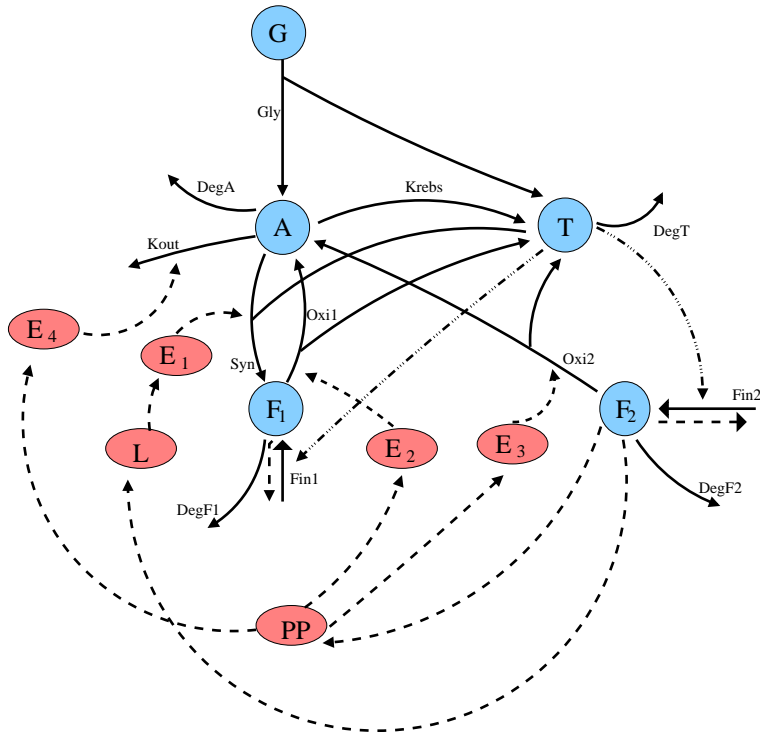 G
Gly
DegA
Krebs
A
T
DegT
Kout
E4
E1
Oxi1
Syn
Oxi2
F1
F2
Fin2
L
E2
E3
Fin1
DegF1
DegF2
PP